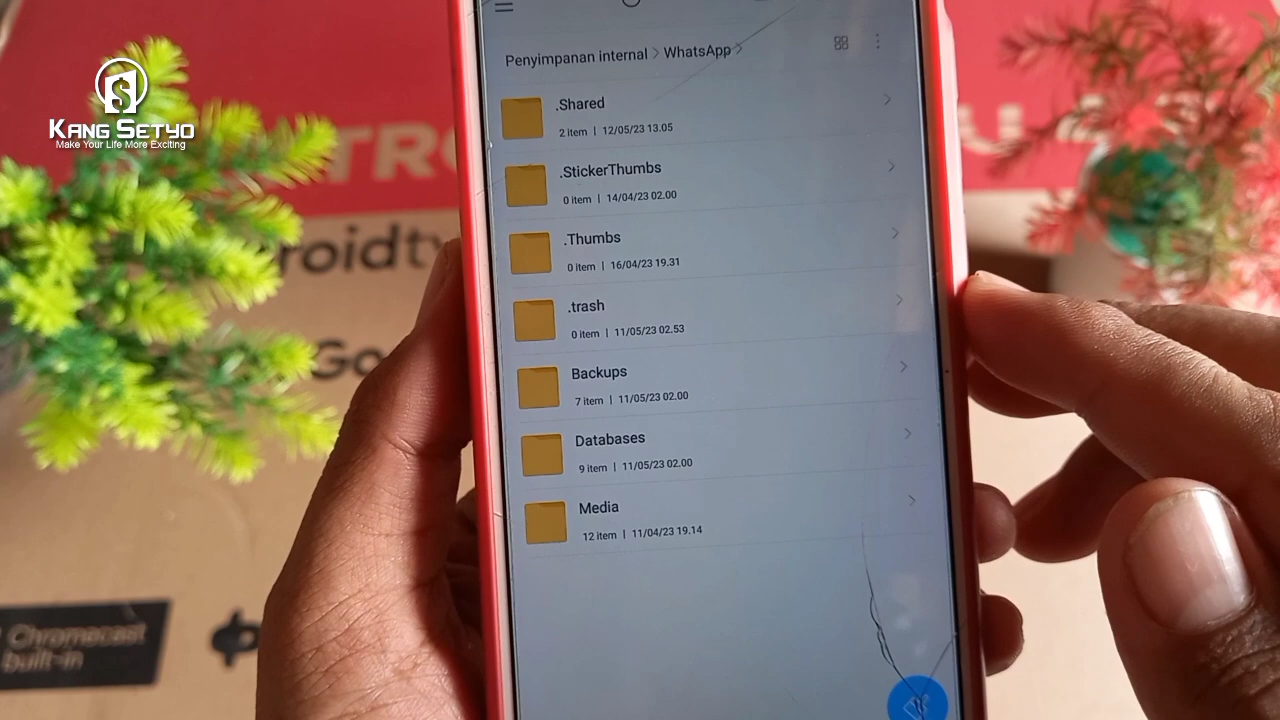 KANG SETYO
Make Your Life More Exciting
Penyimpanan internal > WhatsApp >
.Shared
2 item | 12/05/23 13.05
.StickerThumbs
0 item | 14/04/23 02.00
.Thumbs
0 item | 16/04/23 19.31
.trash
0 item | 11/05/23 02.53
Backups
7 item | 11/05/23 02.00
Databases
9 item | 11/05/23 02.00
Media
12 item | 11/04/23 19.14
TRO
roidtv
Go
Chromecast
built-in